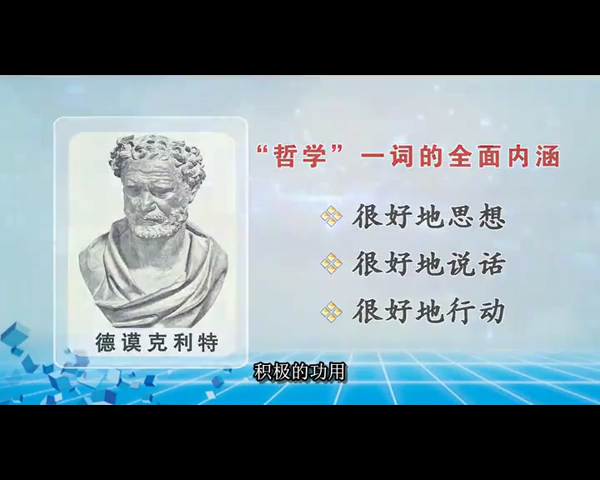 “哲学”一词的全面内涵
很好地思想
很好地说话
很好地行动
德谟克利特
积极的功用